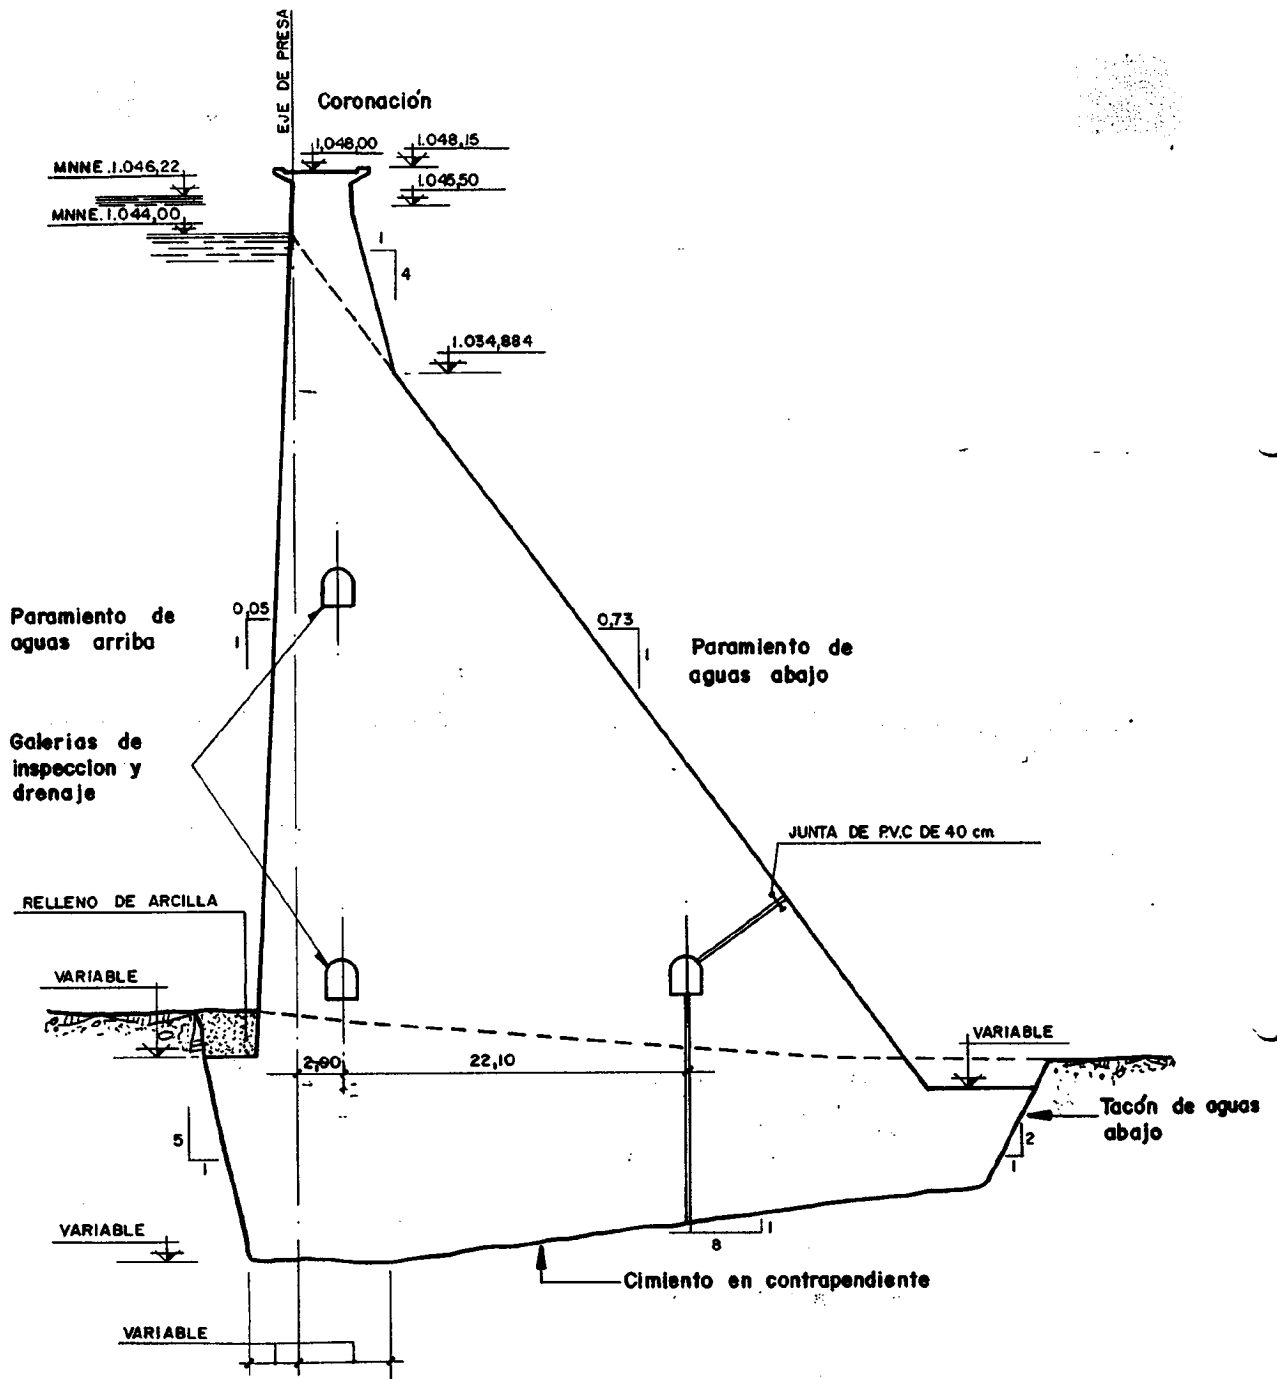 EJE DE PRESA
Coronación
1.048,00
1.048,15
MNNE.1.046,22
1.045,50
MNNE.1.044,00
1
4
1.034,884
Paramiento de
aguas arriba
0,05
1
0,73
1
Paramiento de
aguas abajo
Galerias de
inspeccion y
drenaje
JUNTA DE P.V.C DE 40 cm
RELLENO DE ARCILLA
VARIABLE
VARIABLE
2,90
22,10
Tacón de aguas
abajo
5
1
2
1
VARIABLE
8
1
Cimiento en contrapendiente
VARIABLE